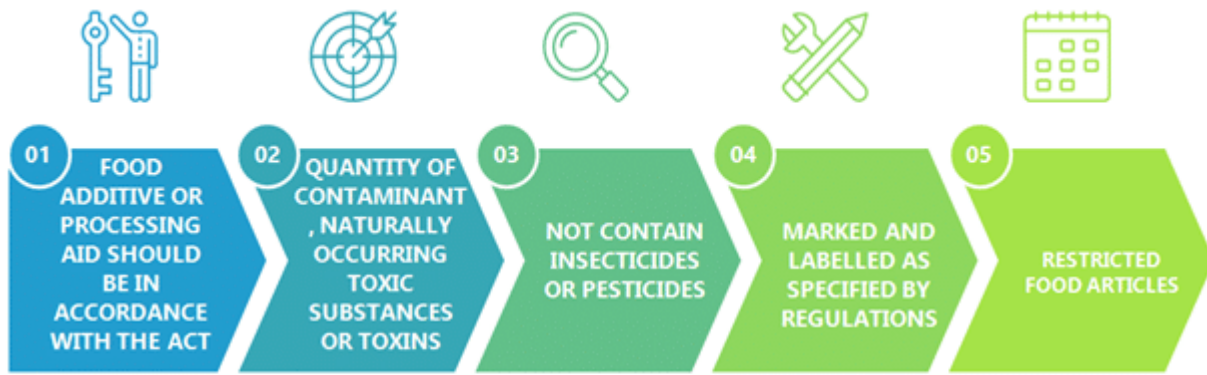 01
FOOD
ADDITIVE OR
PROCESSING
AID SHOULD
BE IN
ACCORDANCE
WITH THE ACT
02
QUANTITY OF
CONTAMINANT
, NATURALLY
OCCURRING
TOXIC
SUBSTANCES
OR TOXINS
03
NOT CONTAIN
INSECTICIDES
OR PESTICIDES
04
MARKED AND
LABELLED AS
SPECIFIED BY
REGULATIONS
05
RESTRICTED
FOOD ARTICLES